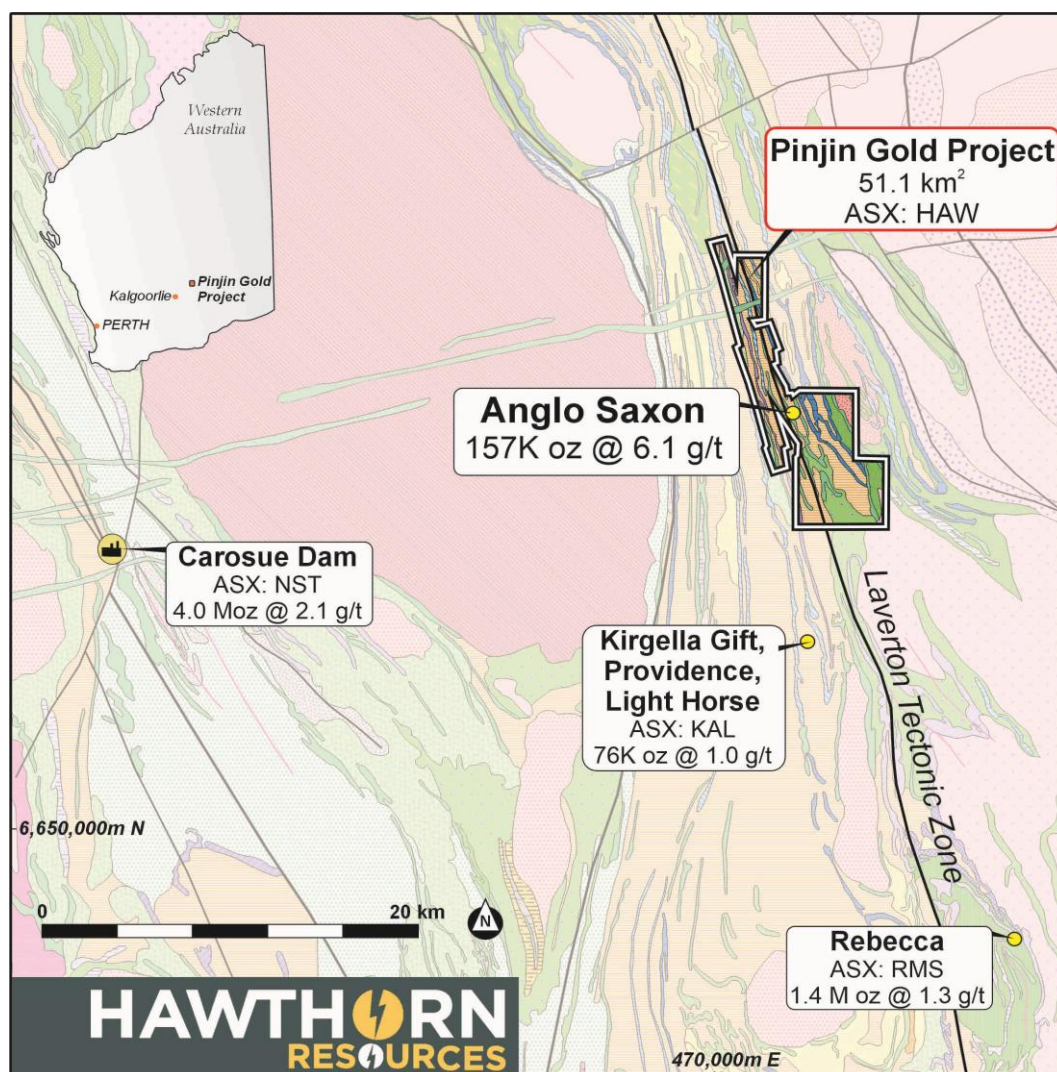 Western
Australia
Pinjin Gold
Project
Kalgoorlie
PERTH
Pinjin Gold Project
51.1 km²
ASX: HAW
Anglo Saxon
157K oz @ 6.1 g/t
Carosue Dam
ASX: NST
4.0 Moz @ 2.1 g/t
Kirgella Gift,
Providence,
Light Horse
ASX: KAL
76K oz @ 1.0 g/t
Laverton Tectonic Zone
6,650,000m N
0
20 km
N
Rebecca
ASX: RMS
1.4 M oz @ 1.3 g/t
HAWTHORN
RESOURCES
470,000m E